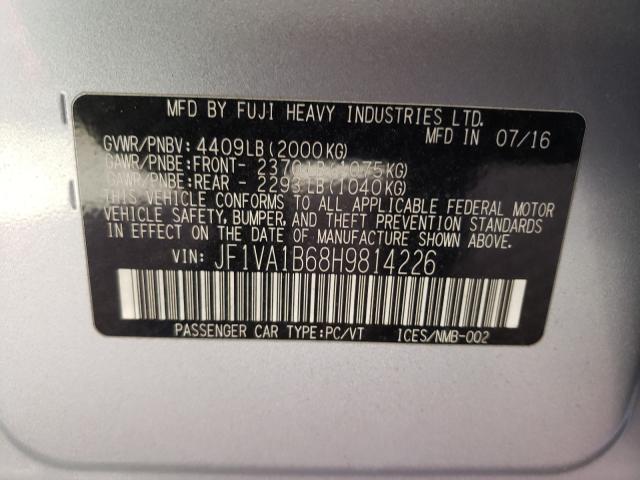 MFD BY FUJI HEAVY INDUSTRIES LTD.
MFD IN 07/16
GVWR/PNBV: 4409LB(2000KG)
GAWR/PNBE:FRONT- 2370LB(1075KG)
GAWR/PNBE:REAR - 2293LB(1040KG)
THIS VEHICLE CONFORMS TO ALL APPLICABLE FEDERAL MOTOR
VEHICLE SAFETY, BUMPER, AND THEFT PREVENTION STANDARDS
IN EFFECT ON THE DATE OF MANUFACTURE SHOWN ABOVE.
VIN: JF1VA1B68H9814226
PASSENGER CAR TYPE:PC/VT ICES/NMB-002